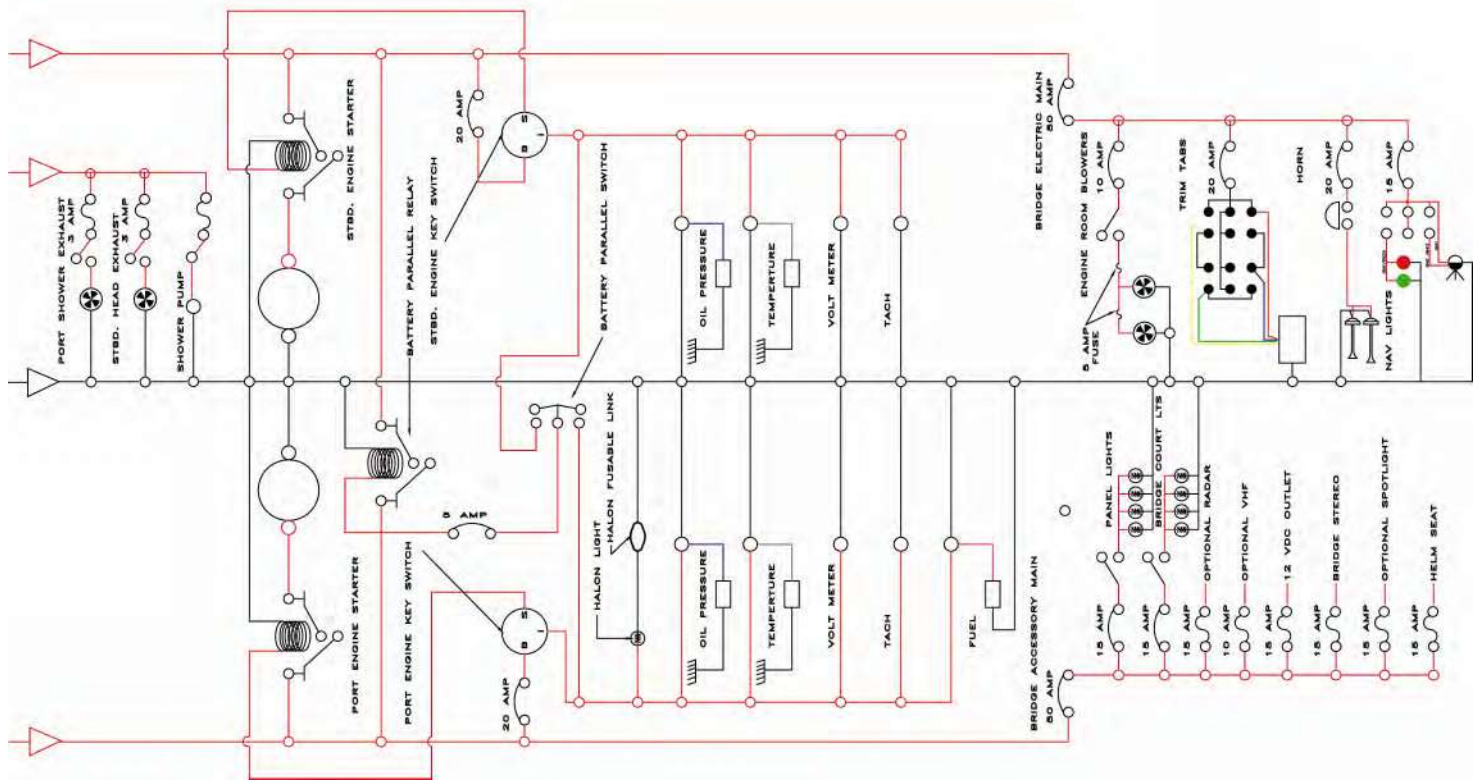 PORT SHOWER EXHAUST
3 AMP
STBD. HEAD EXHAUST
3 AMP
SHOWER PUMP
STBD. ENGINE STARTER
BATTERY PARALLEL RELAY
STBD. ENGINE KEY SWITCH
20 AMP
B
I
S
BATTERY PARALLEL SWITCH
OIL PRESSURE
TEMPERTURE
VOLT METER
TACH
BRIDGE ELECTRIC MAIN
50 AMP
ENGINE ROOM BLOWERS
10 AMP
5 AMP
FUSE
TRIM TABS
20 AMP
HORN
20 AMP
15 AMP
NAV LIGHTS
PORT ENGINE STARTER
PORT ENGINE KEY SWITCH
5 AMP
20 AMP
B
I
S
HALON LIGHT
HALON FUSABLE LINK
OIL PRESSURE
TEMPERTURE
VOLT METER
TACH
FUEL
BRIDGE ACCESSORY MAIN
50 AMP
PANEL LIGHTS
15 AMP
BRIDGE COURT LTS
15 AMP
OPTIONAL RADAR
15 AMP
OPTIONAL VHF
10 AMP
12 VDC OUTLET
15 AMP
BRIDGE STEREO
15 AMP
OPTIONAL SPOTLIGHT
15 AMP
HELM SEAT
15 AMP